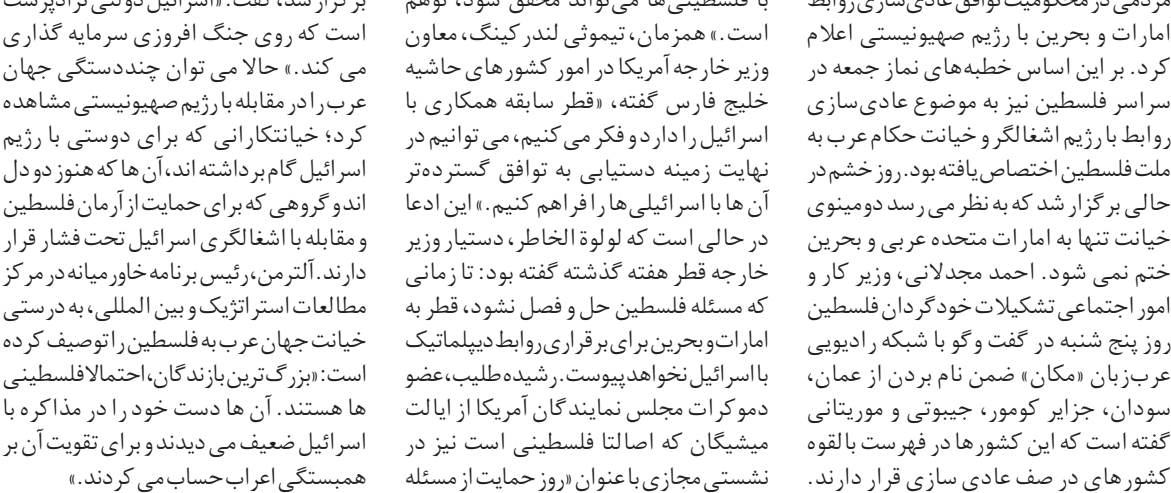 مردمی در محکومیت توافق عادی‌سازی روابط
امارات و بحرین با رژیم صهیونیستی اعلام
کرد. بر این اساس خطبه‌های نماز جمعه در
سراسر فلسطین نیز به موضوع عادی‌سازی
روابط با رژیم اشغالگر و خیانت حکام عرب به
ملت فلسطین اختصاص یافته بود. روز خشم در
حالی برگزار شد که به نظر می رسد دومینوی
خیانت تنها به امارات متحده عربی و بحرین
ختم نمی شود. احمد مجدلانی، وزیر کار و
امور اجتماعی تشکیلات خودگردان فلسطین
روز پنج شنبه در گفت وگو با شبکه رادیویی
عرب‌زبان «مکان» ضمن نام بردن از عمان،
سودان، جزایر کومور، جیبوتی و موریتانی
گفته است که این کشورها در فهرست بالقوه
کشورهای در صف عادی سازی قرار دارند.
با فلسطینی‌ها می‌تواند محقق شود، توهم
است.» همزمان، تیموثی لندرکینگ، معاون
وزیر خارجه آمریکا در امور کشورهای حاشیه
خلیج فارس گفته، «قطر سابقه همکاری با
اسرائیل را دارد و فکر می کنیم، می توانیم در
نهایت زمینه دستیابی به توافق گسترده‌تر
آن ها با اسرائیلی ها را فراهم کنیم.» این ادعا
در حالی است که لولوة الخاطر، دستیار وزیر
خارجه قطر هفته گذشته گفته بود: تا زمانی
که مسئله فلسطین حل و فصل نشود، قطر به
امارات و بحرین برای برقراری روابط دیپلماتیک
با اسرائیل نخواهد پیوست. رشیده طلیب، عضو
دموکرات مجلس نمایندگان آمریکا از ایالت
میشیگان که اصالتا فلسطینی است نیز در
نشستی مجازی با عنوان «روز حمایت از مسئله
برگزار شد، گفت: «اسرائیل دولتی نژادپرست
است که روی جنگ افروزی سرمایه گذاری
می کند.» حالا می توان چنددستگی جهان
عرب را در مقابله با رژیم صهیونیستی مشاهده
کرد؛ خیانتکارانی که برای دوستی با رژیم
اسرائیل گام برداشته اند، آن ها که هنوز دو دل
اند و گروهی که برای حمایت از آرمان فلسطین
و مقابله با اشغالگری اسرائیل تحت فشار قرار
دارند. آلترمن، رئیس برنامه خاورمیانه در مرکز
مطالعات استراتژیک و بین المللی، به درستی
خیانت جهان عرب به فلسطین را توصیف کرده
است: «بزرگ ترین بازندگان، احتمالا فلسطینی
ها هستند. آن ها دست خود را در مذاکره با
اسرائیل ضعیف می دیدند و برای تقویت آن بر
همبستگی اعراب حساب می کردند.»